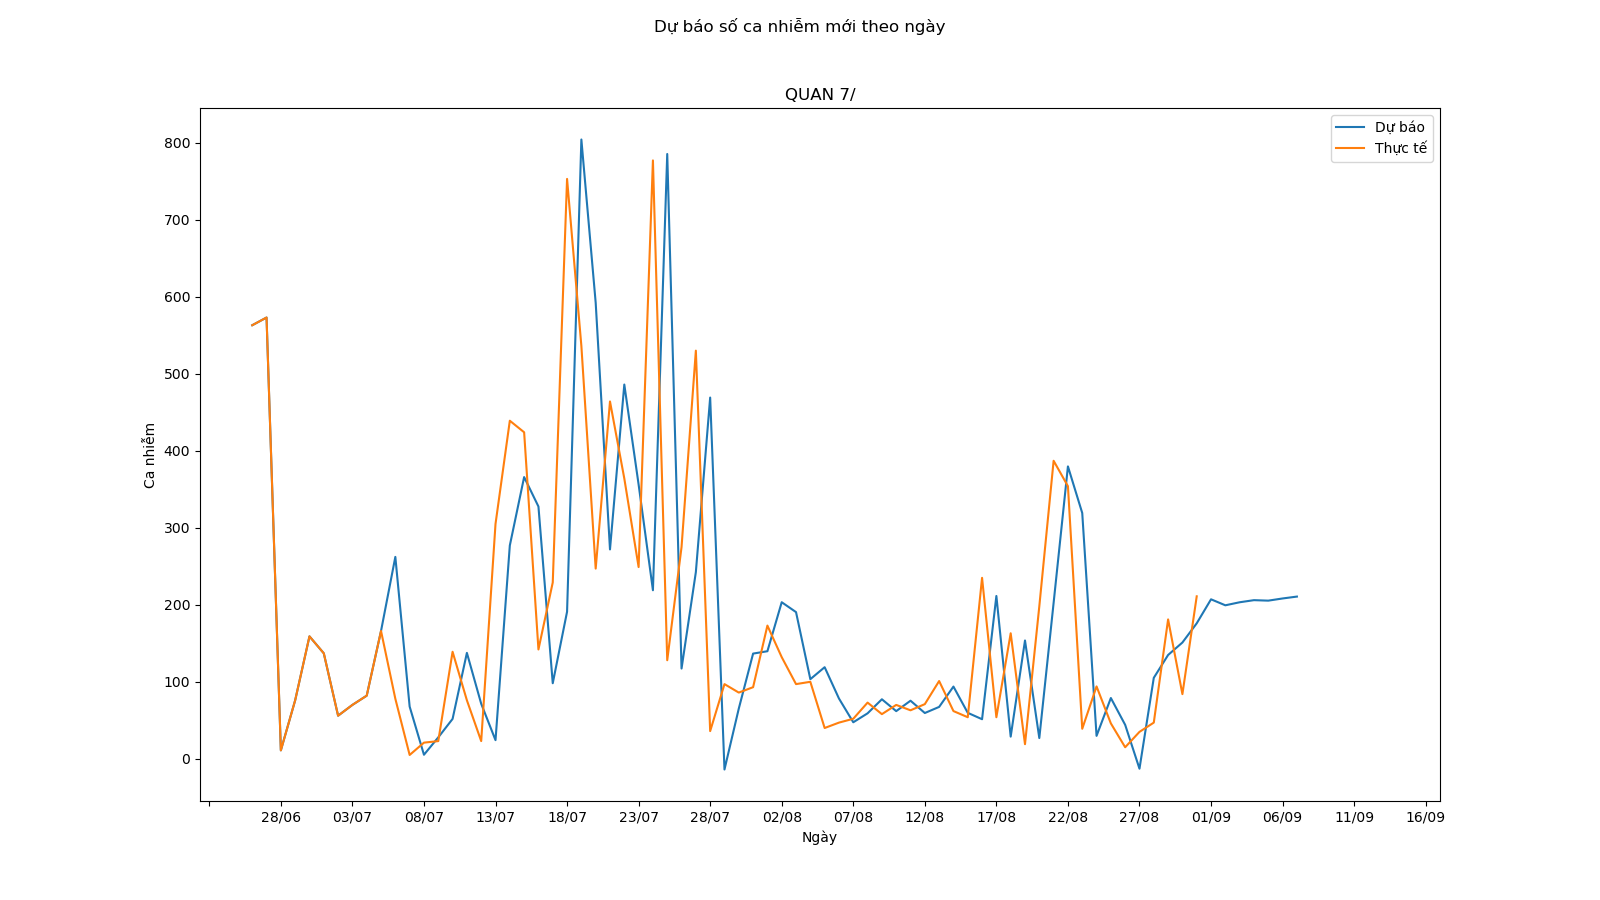 Dự báo số ca nhiễm mới theo ngày
QUAN 7/
Dự báo
Thực tế
800
700
600
500
400
300
200
100
0
Ca nhiễm
28/06 03/07 08/07 13/07 18/07 23/07 28/07 02/08 07/08 12/08 17/08 22/08 27/08 01/09 06/09 11/09 16/09
Ngày